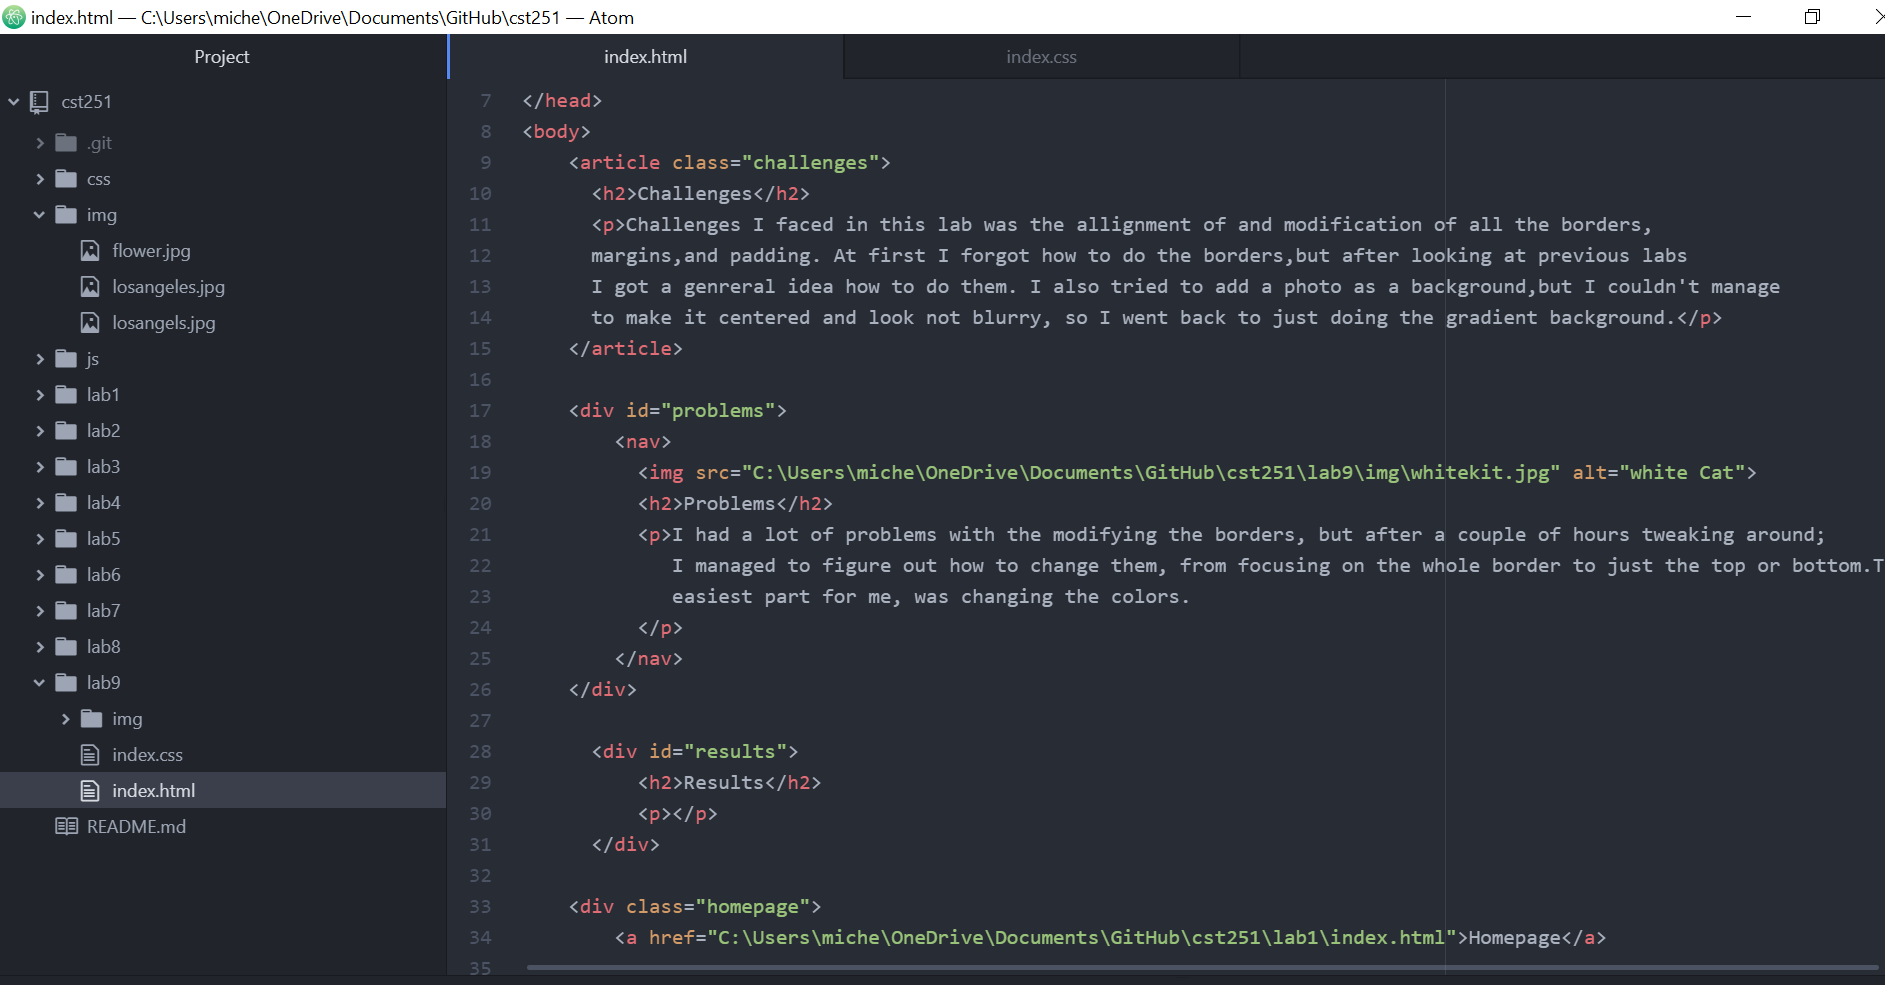 index.html — C:\Users\miche\OneDrive\Documents\GitHub\cst251 — Atom
Project
cst251
.git
css
img
flower.jpg
losangeles.jpg
losangels.jpg
js
lab1
lab2
lab3
lab4
lab5
lab6
lab7
lab8
lab9
img
index.css
index.html
README.md
index.html
index.css
7 </head>
8 <body>
9 <article class="challenges">
10 <h2>Challenges</h2>
11 <p>Challenges I faced in this lab was the allignment of and modification of all the borders,
12 margins,and padding. At first I forgot how to do the borders,but after looking at previous labs
13 I got a genreral idea how to do them. I also tried to add a photo as a background,but I couldn't manage
14 to make it centered and look not blurry, so I went back to just doing the gradient background.</p>
15 </article>
16
17 <div id="problems">
18 <nav>
19 <img src="C:\Users\miche\OneDrive\Documents\GitHub\cst251\lab9\img\whitekit.jpg" alt="white Cat">
20 <h2>Problems</h2>
21 <p>I had a lot of problems with the modifying the borders, but after a couple of hours tweaking around;
22 I managed to figure out how to change them, from focusing on the whole border to just the top or bottom.T
23 easiest part for me, was changing the colors.
24 </p>
25 </nav>
26 </div>
27
28 <div id="results">
29 <h2>Results</h2>
30 <p></p>
31 </div>
32
33 <div class="homepage">
34 <a href="C:\Users\miche\OneDrive\Documents\GitHub\cst251\lab1\index.html">Homepage</a>
35